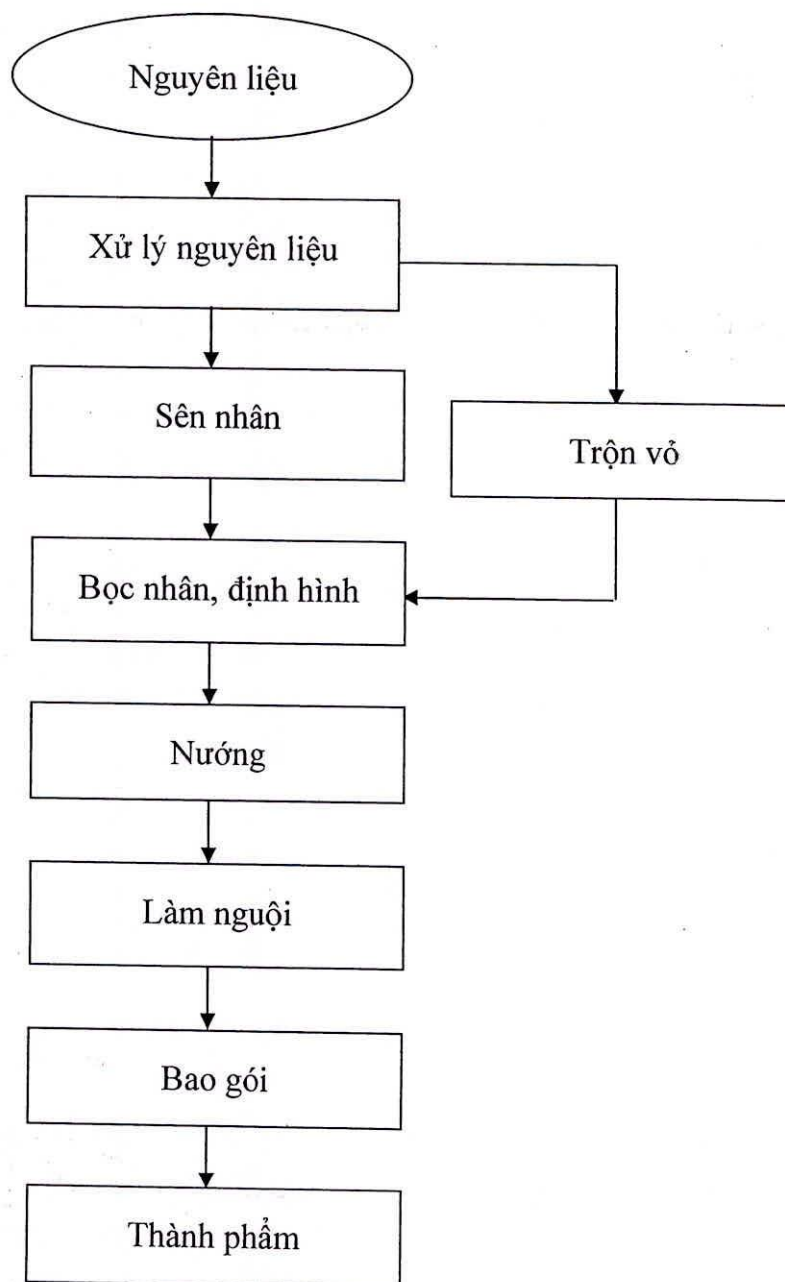 Nguyên liệu
Xử lý nguyên liệu
Sên nhân
Trộn vỏ
Bọc nhân, định hình
Nướng
Làm nguội
Bao gói
Thành phẩm